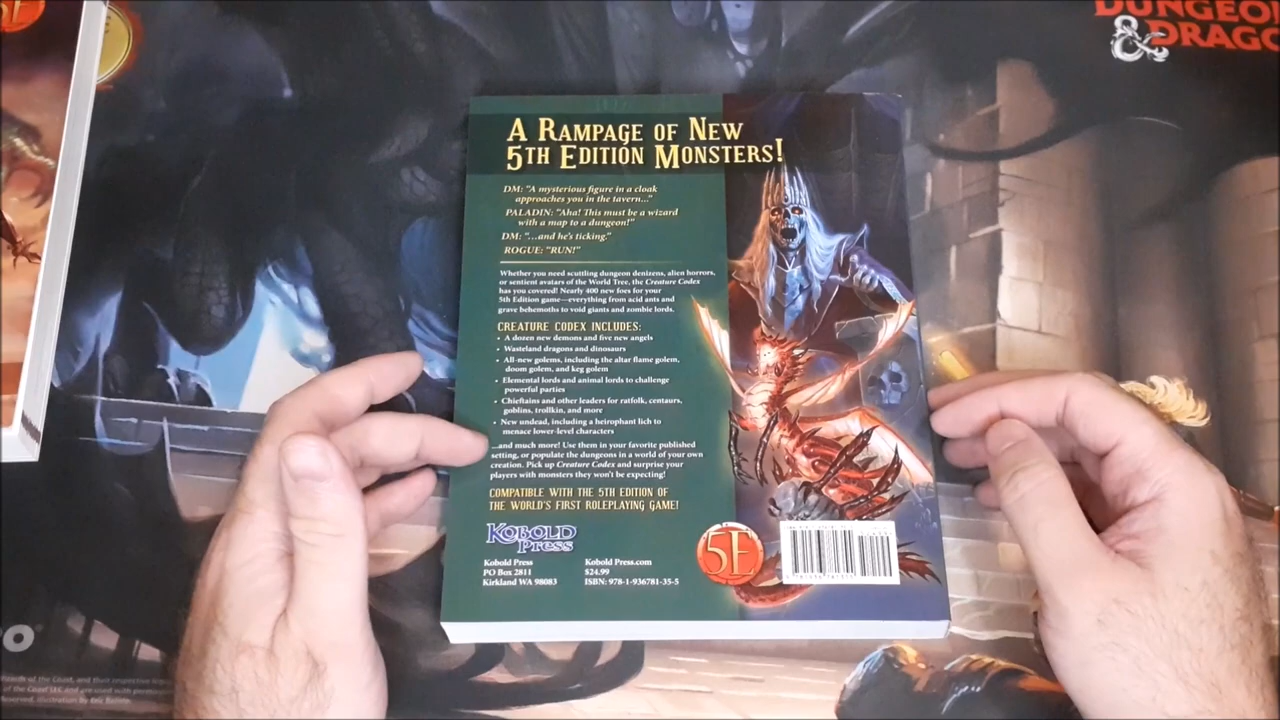 DUNGEO
& DRAGO
5E
A RAMPAGE OF NEW
5TH EDITION MONSTERS!
DM: "A mysterious figure in a cloak
approaches you in the tavern..."
PALADIN: "Aha! This must be a wizard
with a map to a dungeon!"
DM: "...and he's ticking."
ROGUE: "RUN!"
Whether you need scuttling dungeon denizens, alien horrors,
or sentient avatars of the World Tree, the Creature Codex
has you covered! Nearly 400 new foes for your
5th Edition game—everything from acid ants and
grave behemoths to void giants and zombie lords.
CREATURE CODEX INCLUDES:
• A dozen new demons and five new angels
• Wasteland dragons and dinosaurs
• All-new golems, including the altar flame golem,
doom golem, and keg golem
• Elemental lords and animal lords to challenge
powerful parties
• Chieftains and other leaders for ratfolk, centaurs,
goblins, trollkin, and more
• New undead, including a heirophant lich to
menace lower-level characters
...and much more! Use them in your favorite published
setting, or populate the dungeons in a world of your own
creation. Pick up Creature Codex and surprise your
players with monsters they won't be expecting!
COMPATIBLE WITH THE 5TH EDITION OF
THE WORLD'S FIRST ROLEPLAYING GAME!
KOBOLD
Press
Kobold Press
PO Box 2811
Kirkland WA 98083
Kobold Press.com
$24.99
ISBN: 978-1-936781-35-5
5E